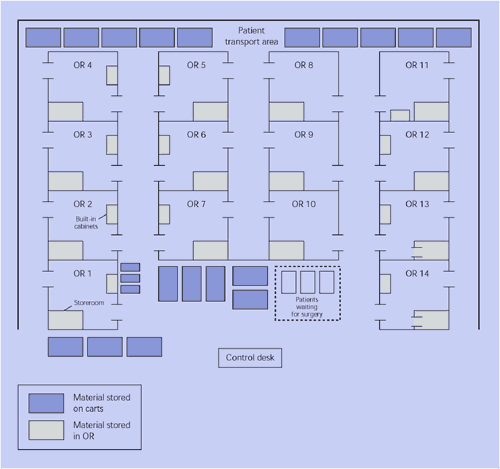 Patient
transport area
OR 4
OR 5
OR 8
OR 11
OR 3
OR 6
OR 9
OR 12
OR 2
OR 7
OR 10
OR 13
Built-in
cabinets
OR 1
OR 14
Storeroom
Patients
waiting
for surgery
Control desk
Material stored
on carts
Material stored
in OR